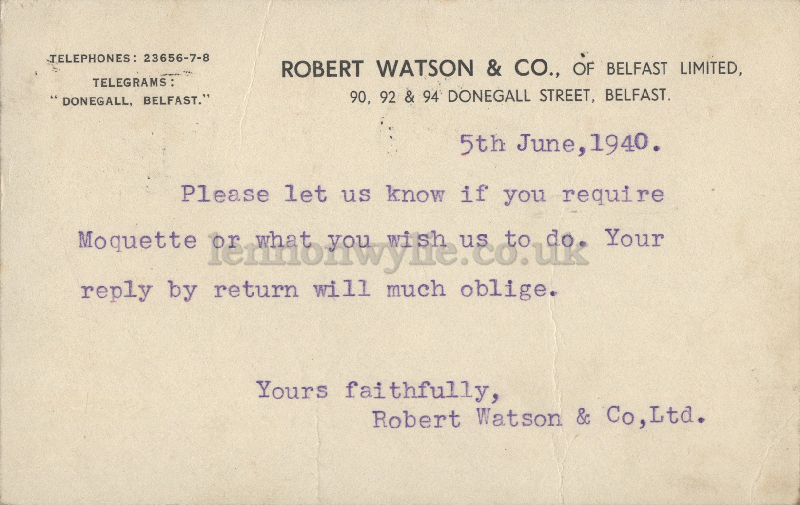 TELEPHONES: 23656-7-8
TELEGRAMS:
"DONEGALL, BELFAST."
ROBERT WATSON & CO., OF BELFAST LIMITED,
90, 92 & 94 DONEGALL STREET, BELFAST.
5th June,1940.
Please let us know if you require
Moquette or what you wish us to do. Your
lennonwylie.co.uk
reply by return will much oblige.
Yours faithfully,
Robert Watson & Co,Ltd.